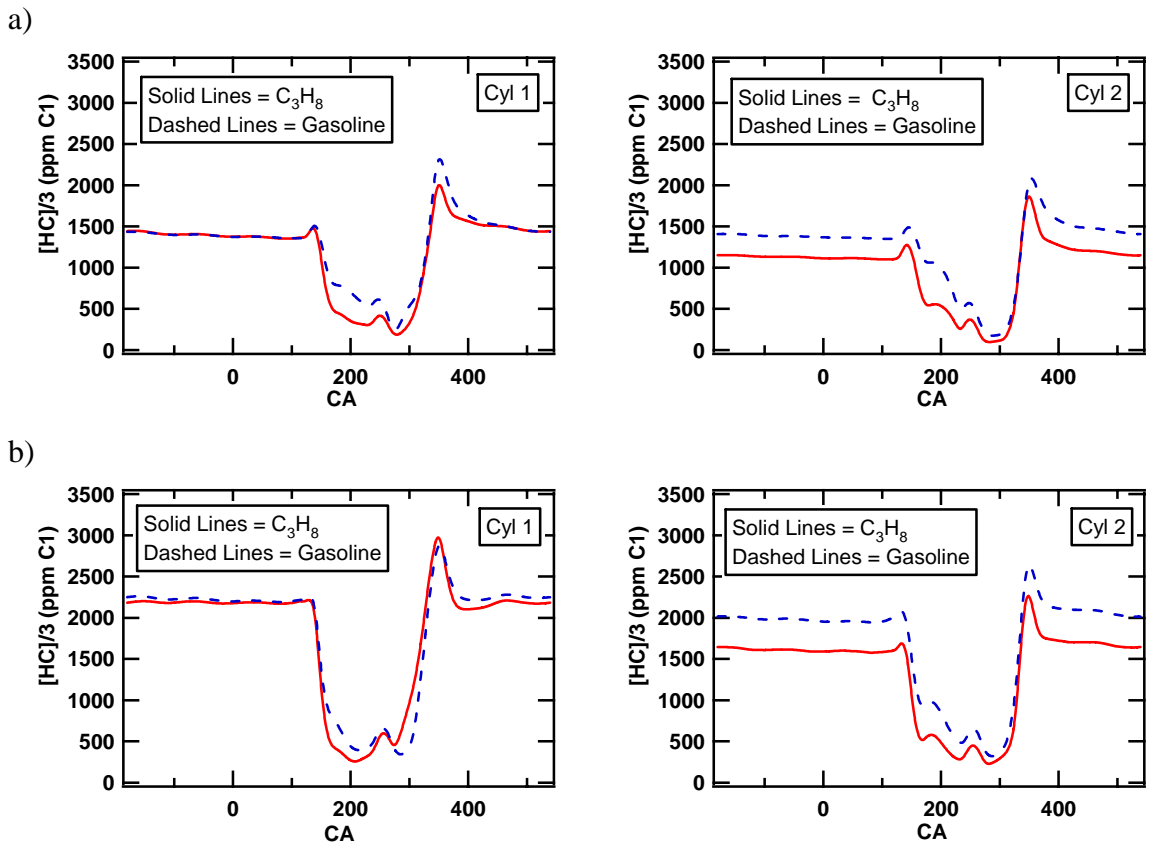 a)
3500
3000
2500
2000
1500
1000
500
0
[HC]/3 (ppm C1)
Solid Lines = C3H8
Dashed Lines = Gasoline
Cyl 1
0 200 400
CA
3500
3000
2500
2000
1500
1000
500
0
[HC]/3 (ppm C1)
Solid Lines = C3H8
Dashed Lines = Gasoline
Cyl 2
0 200 400
CA
b)
3500
3000
2500
2000
1500
1000
500
0
[HC]/3 (ppm C1)
Solid Lines = C3H8
Dashed Lines = Gasoline
Cyl 1
0 200 400
CA
3500
3000
2500
2000
1500
1000
500
0
[HC]/3 (ppm C1)
Solid Lines = C3H8
Dashed Lines = Gasoline
Cyl 2
0 200 400
CA